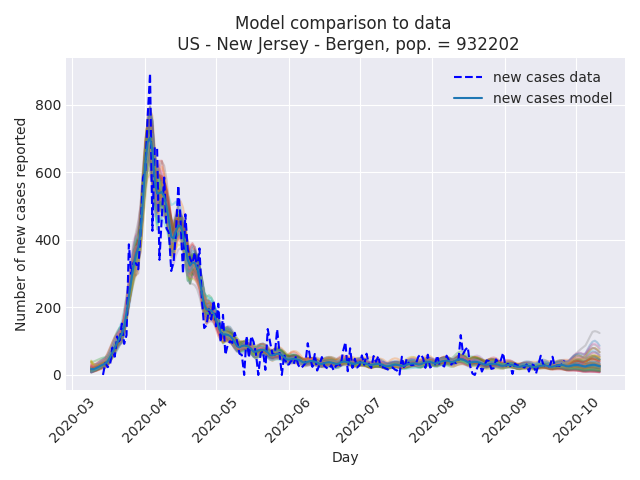 Model comparison to data
US - New Jersey - Bergen, pop. = 932202
new cases data
new cases model
Number of new cases reported
800
600
400
200
0
2020-03
2020-04
2020-05
2020-06
2020-07
2020-08
2020-09
2020-10
Day